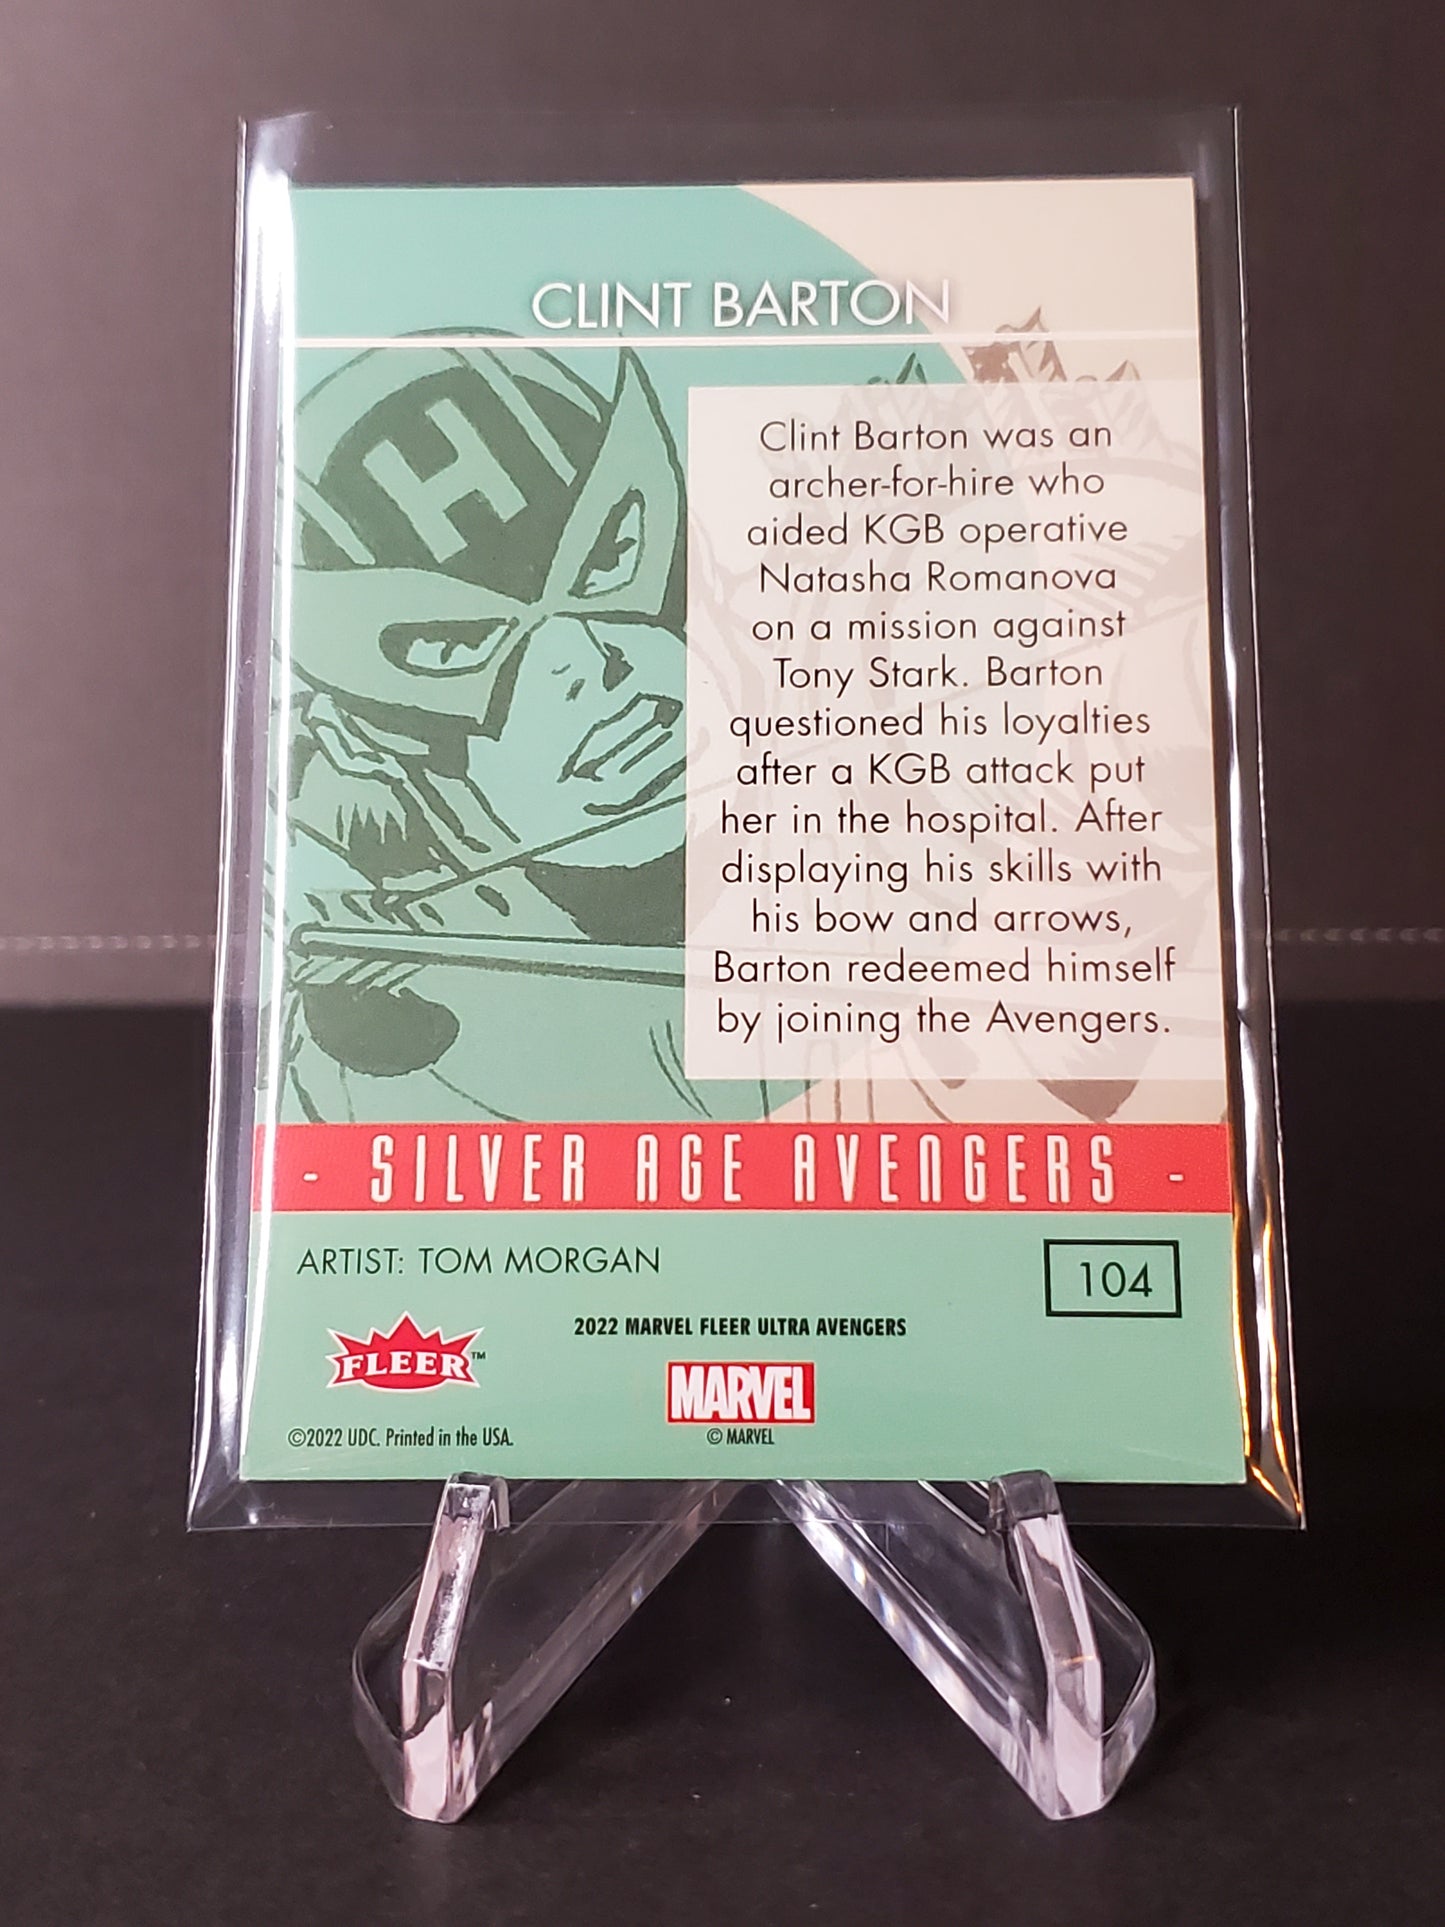 CLINT BARTON
H
Clint Barton was an
archer-for-hire who
aided KGB operative
Natasha Romanova
on a mission against
Tony Stark. Barton
questioned his loyalties
after a KGB attack put
her in the hospital. After
displaying his skills with
his bow and arrows,
Barton redeemed himself
by joining the Avengers.
- SILVER AGE AVENGERS -
ARTIST: TOM MORGAN
104
2022 MARVEL FLEER ULTRA AVENGERS
FLEER™
MARVEL
©2022 UDC. Printed in the USA.
© MARVEL